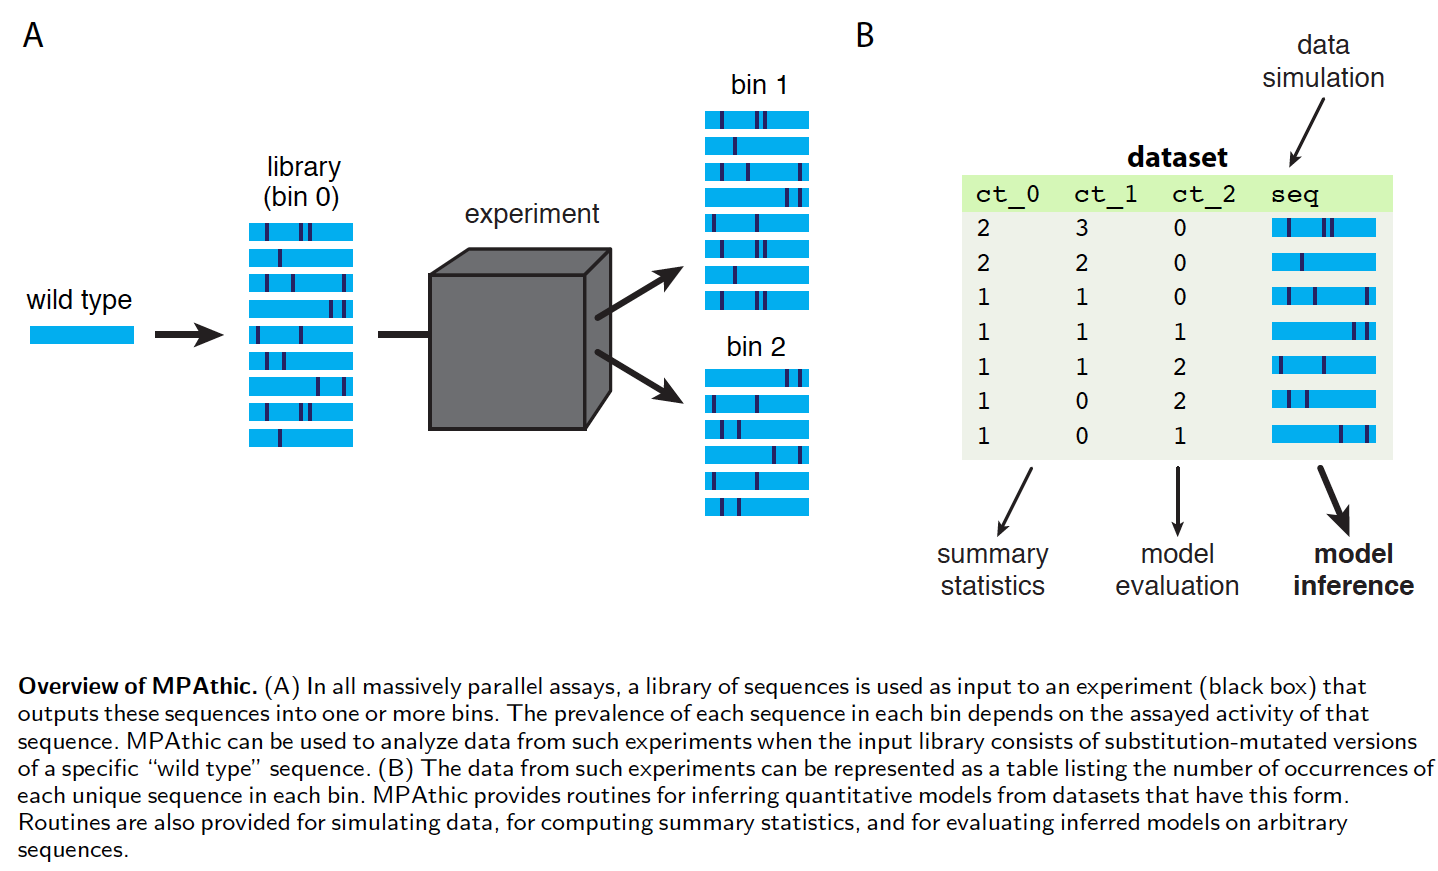 A
wild type
library
(bin 0)
experiment
bin 1
bin 2
B
data
simulation
dataset
ct_0 ct_1 ct_2 seq
2 3 0
2 2 0
1 1 0
1 1 1
1 1 2
1 0 2
1 0 1
summary
statistics
model
evaluation
model
inference
Overview of MPAthic. (A) In all massively parallel assays, a library of sequences is used as input to an experiment (black box) that
outputs these sequences into one or more bins. The prevalence of each sequence in each bin depends on the assayed activity of that
sequence. MPAthic can be used to analyze data from such experiments when the input library consists of substitution-mutated versions
of a specific “wild type” sequence. (B) The data from such experiments can be represented as a table listing the number of occurrences of
each unique sequence in each bin. MPAthic provides routines for inferring quantitative models from datasets that have this form.
Routines are also provided for simulating data, for computing summary statistics, and for evaluating inferred models on arbitrary
sequences.